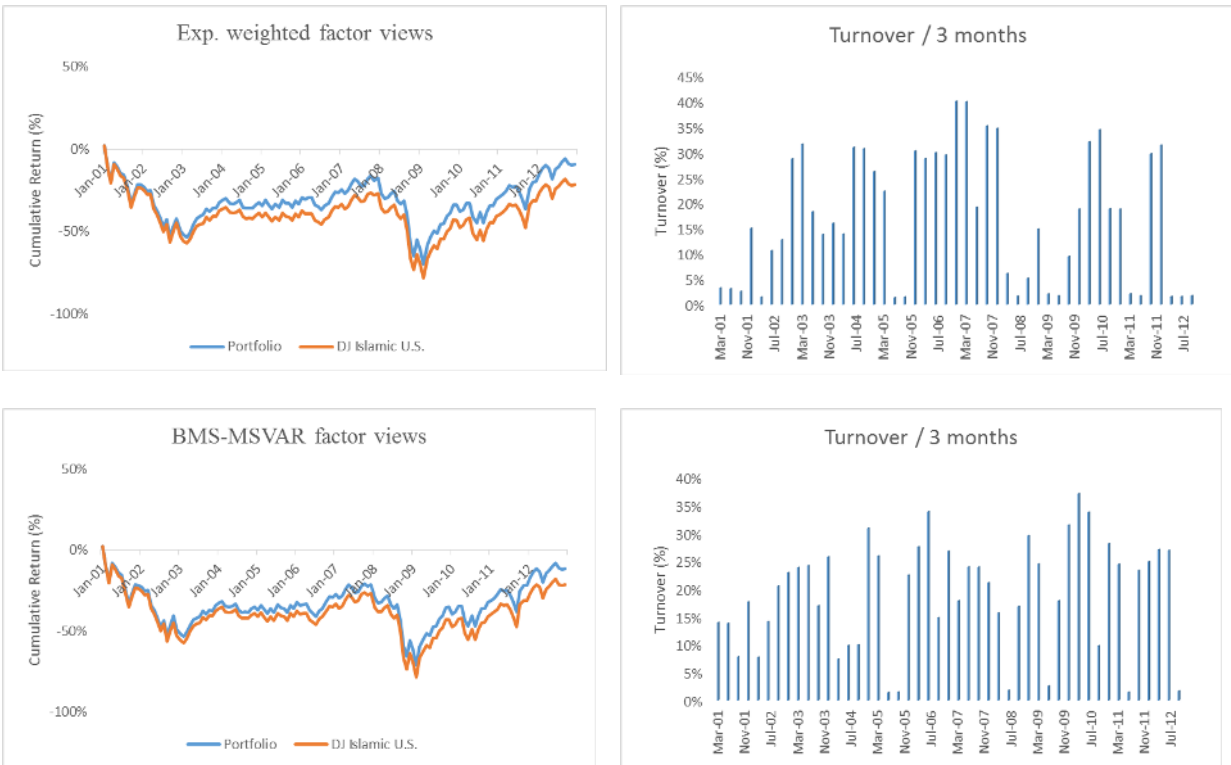 Exp. weighted factor views
50%
0%
-50%
-100%
Cumulative Return (%)
Jan-01
Jan-02
Jan-03
Jan-04
Jan-05
Jan-06
Jan-07
Jan-08
Jan-09
Jan-10
Jan-11
Jan-12
Portfolio
DJ Islamic U.S.
Turnover / 3 months
45%
40%
35%
30%
25%
20%
15%
10%
5%
0%
Turnover (%)
Mar-01
Nov-01
Jul-02
Mar-03
Nov-03
Jul-04
Mar-05
Nov-05
Jul-06
Mar-07
Nov-07
Jul-08
Mar-09
Nov-09
Jul-10
Mar-11
Nov-11
Jul-12
BMS-MSVAR factor views
50%
0%
-50%
-100%
Cumulative Return (%)
Jan-01
Jan-02
Jan-03
Jan-04
Jan-05
Jan-06
Jan-07
Jan-08
Jan-09
Jan-10
Jan-11
Jan-12
Portfolio
DJ Islamic U.S.
Turnover / 3 months
40%
35%
30%
25%
20%
15%
10%
5%
0%
Turnover (%)
Mar-01
Nov-01
Jul-02
Mar-03
Nov-03
Jul-04
Mar-05
Nov-05
Jul-06
Mar-07
Nov-07
Jul-08
Mar-09
Nov-09
Jul-10
Mar-11
Nov-11
Jul-12